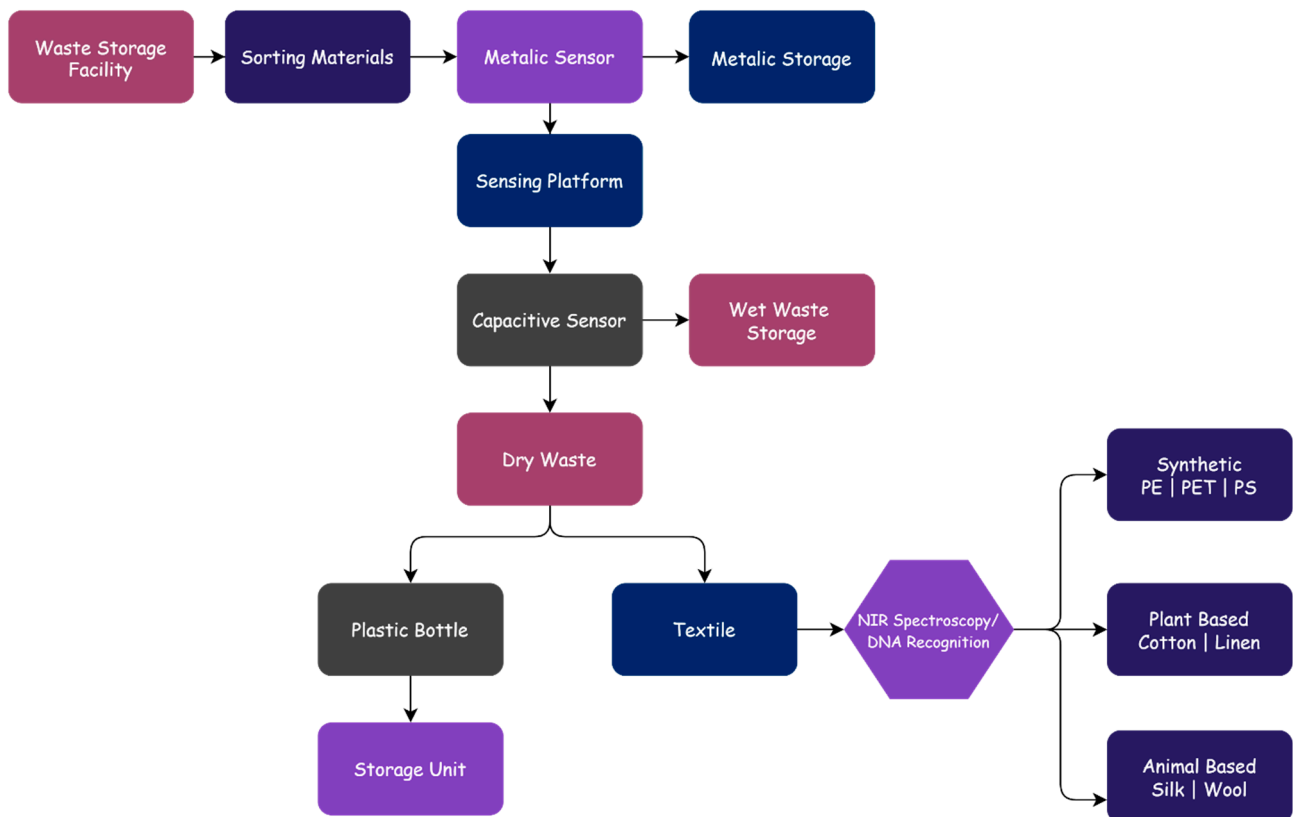 Waste Storage
Facility
Sorting Materials
Metalic Sensor
Metalic Storage
Sensing Platform
Capacitive Sensor
Wet Waste
Storage
Dry Waste
Synthetic
PE | PET | PS
Plastic Bottle
Textile
NIR Spectroscopy/
DNA Recognition
Plant Based
Cotton | Linen
Storage Unit
Animal Based
Silk | Wool